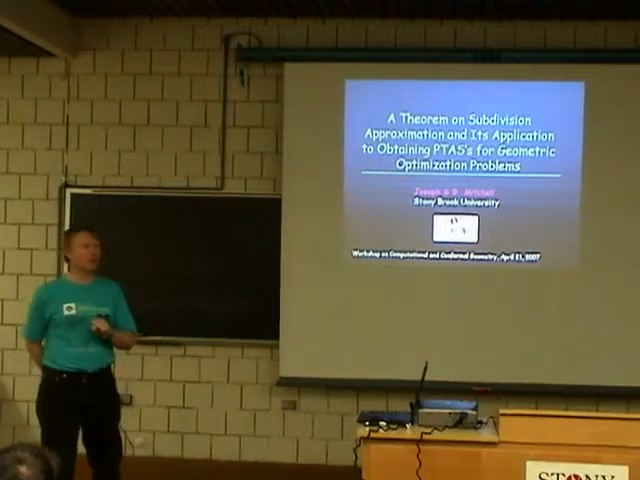 A Theorem on Subdivision
Approximation and Its Application
to Obtaining PTAS's for Geometric
Optimization Problems
Joseph S. B. Mitchell
Stony Brook University
Workshop on Computational and Conformal Geometry, April 21, 2007
STONY